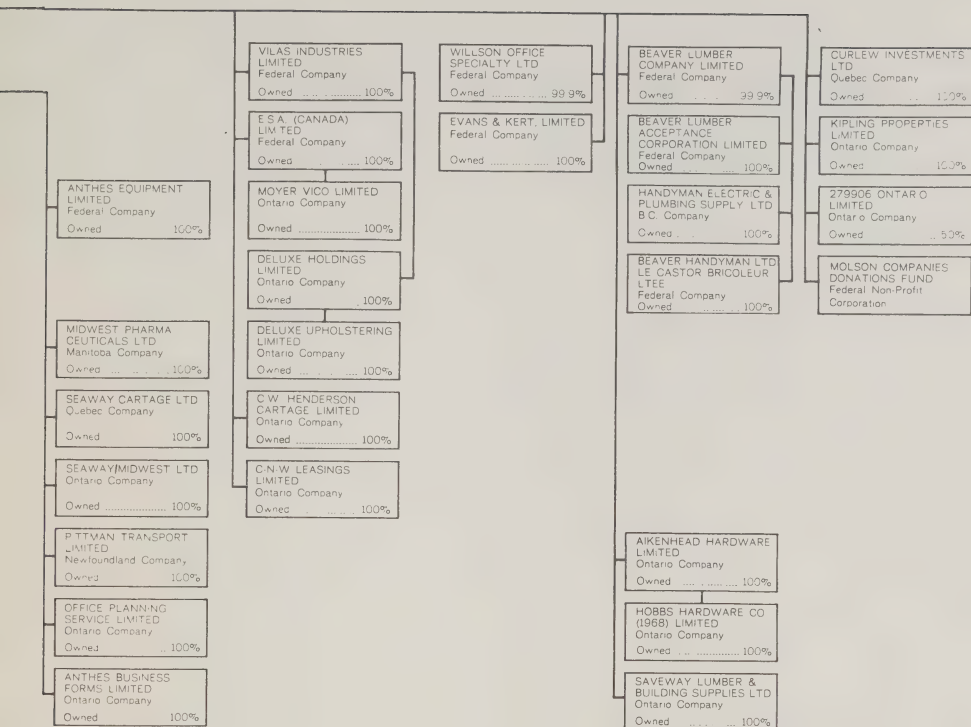 ANTHES EQUIPMENT
LIMITED
Federal Company
Owned 100%
MIDWEST PHARMA
CEUTICALS LTD
Manitoba Company
Owned ... .. . . ... 100%
SEAWAY CARTAGE LTD
Quebec Company
Owned 100%
SEAWAY/MIDWEST LTD
Ontario Company
Owned .................... 100%
PITTMAN TRANSPORT
LIMITED
Newfoundland Company
Owned 100%
OFFICE PLANNING
SERVICE LIMITED
Ontario Company
Owned .. 100%
ANTHES BUSINESS
FORMS LIMITED
Ontario Company
Owned 100%
VILAS INDUSTRIES
LIMITED
Federal Company
Owned .... .. .......... 100%
E S A. (CANADA)
LIMITED
Federal Company
Owned . . .... 100%
MOYER VICO LIMITED
Ontario Company
Owned .................. 100%
DELUXE HOLDINGS
LIMITED
Ontario Company
Owned . 100%
DELUXE UPHOLSTERING
LIMITED
Ontario Company
Owned ... . ....... .... 100%
C W HENDERSON
CARTAGE LIMITED
Ontario Company
Owned ................... 100%
C-N-W LEASINGS
LIMITED
Ontario Company
Owned . .. ... .. .... 100%
WILLSON OFFICE
SPECIALTY LTD
Federal Company
Owned ............. ... 99 9%
EVANS & KERT, LIMITED
Federal Company
Owned ...... ..... .. ..... 100%
BEAVER LUMBER
COMPANY LIMITED
Federal Company
Owned . . . . 99 9%
BEAVER LUMBER
ACCEPTANCE
CORPORATION LIMITED
Federal Company
Owned ... ............. 100%
HANDYMAN ELECTRIC &
PLUMBING SUPPLY LTD
B.C. Company
Owned . . 100%
BEAVER HANDYMAN LTD
LE CASTOR BRICOLEUR
LTEE
Federal Company
Owned ....... ..... . . 100%
AIKENHEAD HARDWARE
LIMITED
Ontario Company
Owned .... . ........ ... 100%
HOBBS HARDWARE CO
(1968) LIMITED
Ontario Company
Owned .. .. .............. 100%
SAVEWAY LUMBER &
BUILDING SUPPLIES LTD
Ontario Company
Owned ..... .. .... .... 100%
CURLEW INVESTMENTS
LTD
Quebec Company
Owned .. . 100%
KIPLING PROPERTIES
LIMITED
Ontario Company
Owned 100%
279906 ONTARIO
LIMITED
Ontario Company
Owned .. 50%
MOLSON COMPANIES
DONATIONS FUND
Federal Non-Profit
Corporation